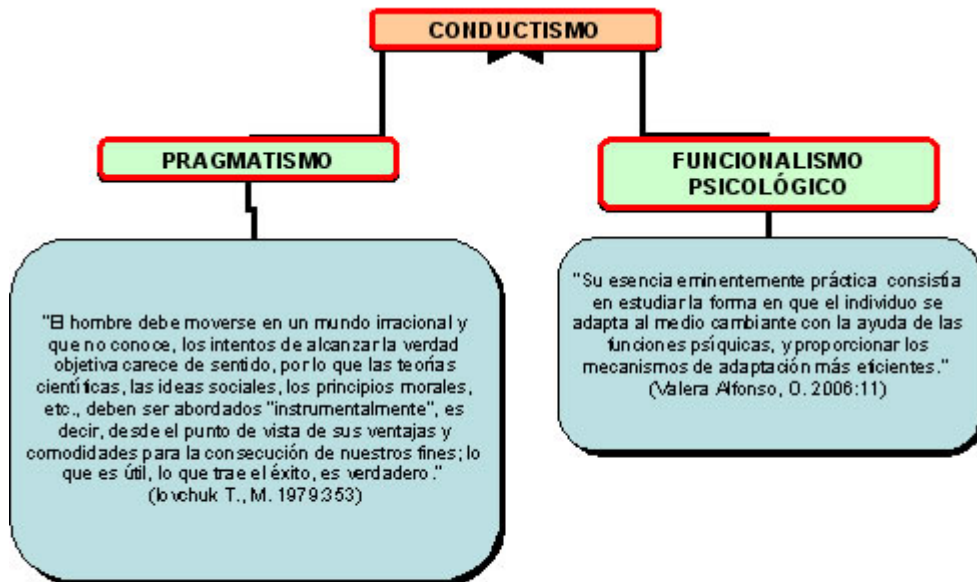 CONDUCTISMO
PRAGMATISMO
FUNCIONALISMO
PSICOLÓGICO
"El hombre debe moverse en un mundo irracional y
que no conoce, los intentos de alcanzar la verdad
objetiva carece de sentido, por lo que las teorías
científicas, las ideas sociales, los principios morales,
etc., deben ser abordados "instrumentalmente", es
decir, desde el punto de vista de sus ventajas y
comodidades para la consecución de nuestros fines; lo
que es útil, lo que trae el éxito, es verdadero."
(Iovchuk T., M. 1979:353)
"Su esencia eminentemente práctica consistía
en estudiar la forma en que el individuo se
adapta al medio cambiante con la ayuda de las
funciones psíquicas, y proporcionar los
mecanismos de adaptación más eficientes."
(Valera Alfonso, O. 2006:11)